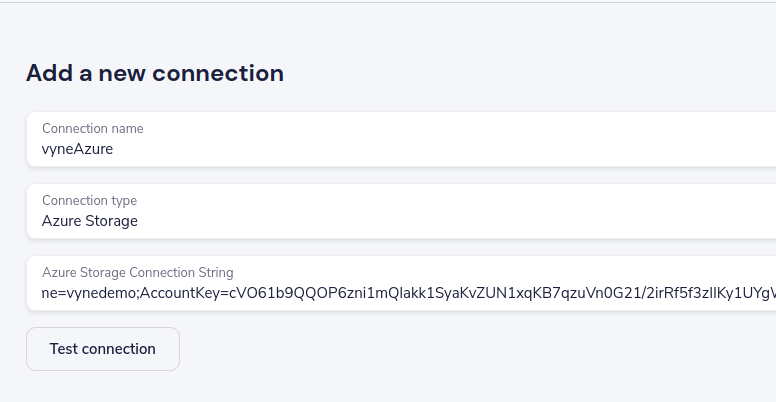 Add a new connection
Connection name
vyneAzure
Connection type
Azure Storage
Azure Storage Connection String
ne=vynedemo;AccountKey=cVO61b9QQOP6zni1mQlakk1SyaKvZUN1xqKB7qzuVn0G21/2irRf5f3zIIKy1UYgV
Test connection